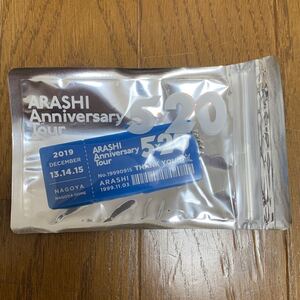 ARASHI
Anniversary
Tour
5×20
2019
DECEMBER
13.14.15
NAGOYA
ARASHI
Anniversary
Tour
No.19990915 THANK YOU
ARASHI
1999.11.03